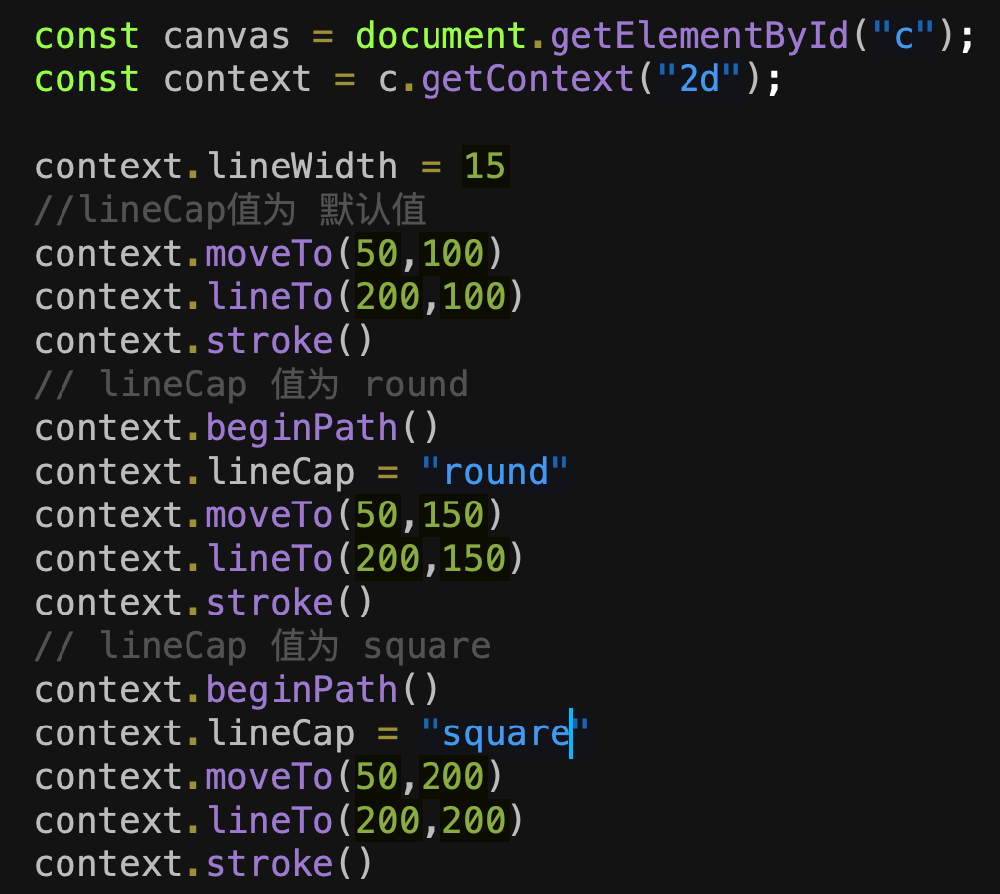 const canvas = document.getElementById("c");
const context = c.getContext("2d");
context.lineWidth = 15
//lineCap值为 默认值
context.moveTo(50,100)
context.lineTo(200,100)
context.stroke()
// lineCap 值为 round
context.beginPath()
context.lineCap = "round"
context.moveTo(50,150)
context.lineTo(200,150)
context.stroke()
// lineCap 值为 square
context.beginPath()
context.lineCap = "square"
context.moveTo(50,200)
context.lineTo(200,200)
context.stroke()